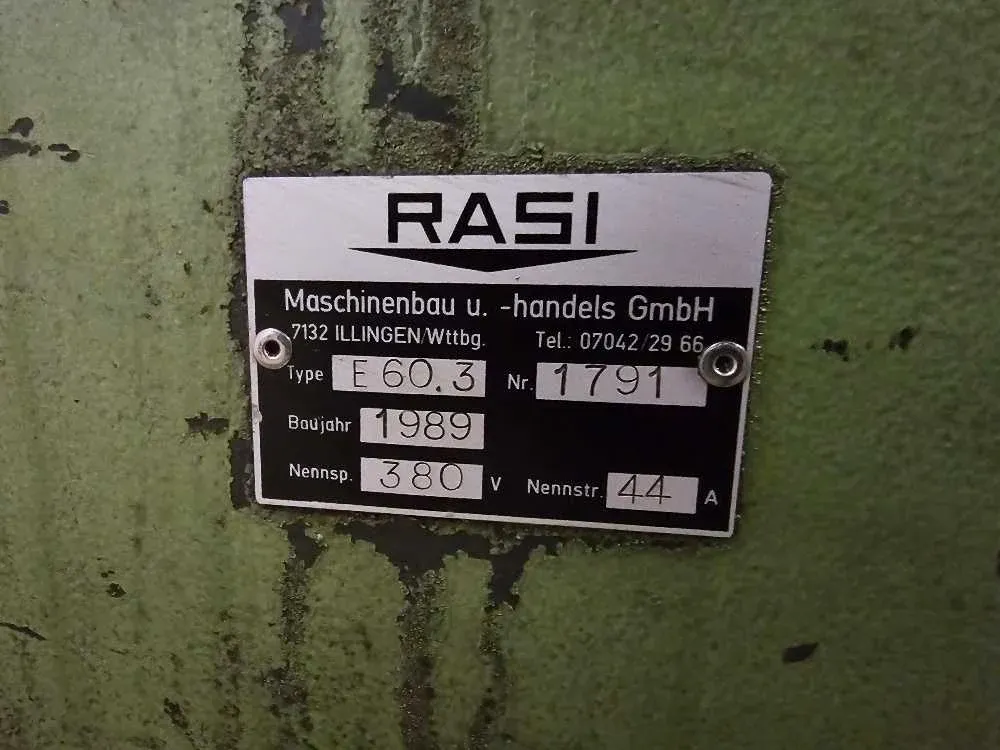 RASI
Maschinenbau u. -handels GmbH
7132 ILLINGEN/Wttbg. Tel.: 07042/29 66
Type E 60.3 Nr. 1791
Baujahr 1989
Nennsp. 380 V Nennstr. 44 A